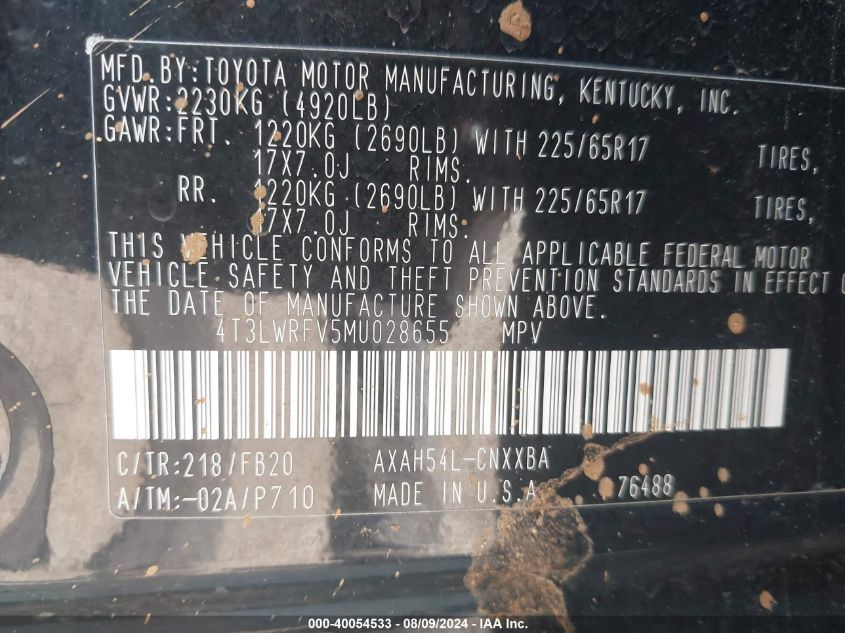 MFD.BY:TOYOTA MOTOR MANUFACTURING, KENTUCKY, INC.
GVWR:2230KG (4920LB)
GAWR:FRT. 1220KG (2690LB) WITH 225/65R17 TIRES,
17X7.0J RIMS.
RR. 1220KG (2690LB) WITH 225/65R17 TIRES,
17X7.0J RIMS.
THIS VEHICLE CONFORMS TO ALL APPLICABLE FEDERAL MOTOR
VEHICLE SAFETY AND THEFT PREVENTION STANDARDS IN EFFECT
THE DATE OF MANUFACTURE SHOWN ABOVE.
4T3LWRFV5MU028655 MPV
C/TR:218/FB20 AXAH54L-CNXXBA
A/TM:-02A/P710 MADE IN U.S.A 76488
000-40054533 - 08/09/2024 - IAA Inc.